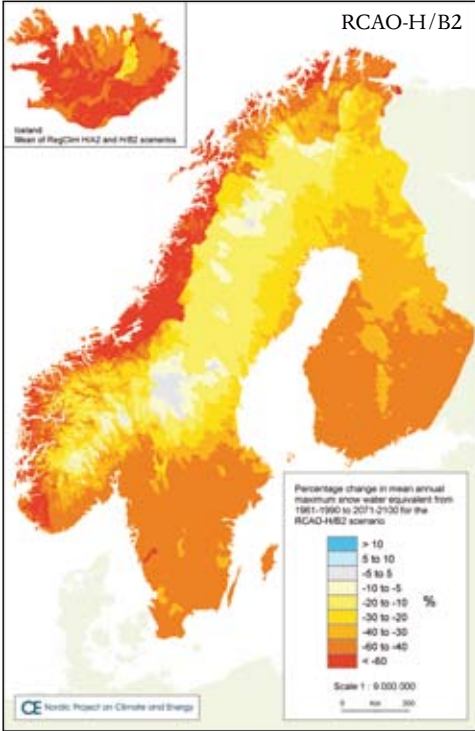 RCAO-H/B2
Iceland
Mean of RegClim H/A2 and H/B2 scenarios
Percentage change in mean annual
maximum snow water equivalent from
1961-1990 to 2071-2100 for the
RCAO-H/B2 scenario
> 10
5 to 10
-5 to 5
-10 to -5
-20 to -10
-30 to -20
-40 to -30
-60 to -40
< -60
%
Scale 1 : 9 000 000
0 km 300
CE Nordic Project on Climate and Energy